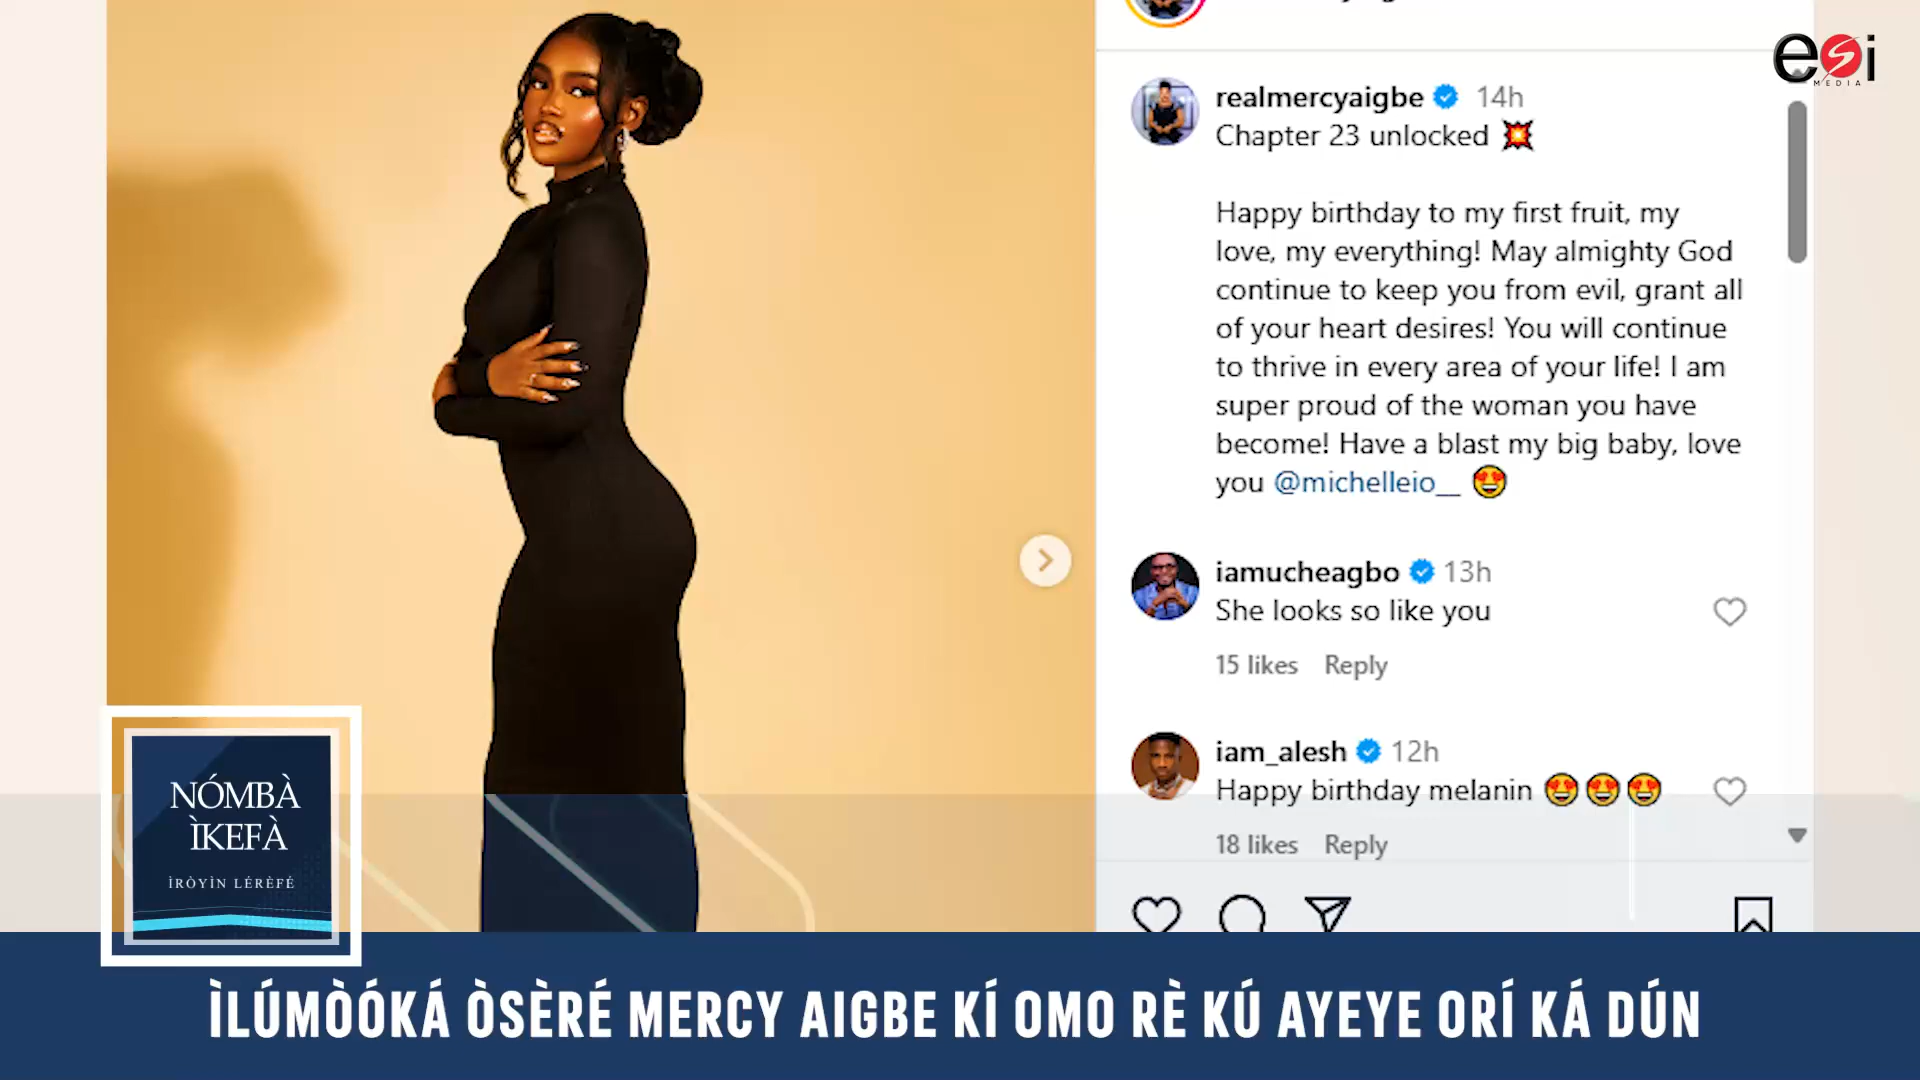 esi
MEDIA
realmercyaigbe 14h
Chapter 23 unlocked 💥
Happy birthday to my first fruit, my
love, my everything! May almighty God
continue to keep you from evil, grant all
of your heart desires! You will continue
to thrive in every area of your life! I am
super proud of the woman you have
become! Have a blast my big baby, love
you @michelleio__ 😍
iamucheagbo 13h
She looks so like you
15 likes Reply
iam_alesh 12h
Happy birthday melanin 😍😍😍
18 likes Reply
NÓMBÀ
ÌKEFÀ
ÌRÒYÌN LÉRÈFÉ
ÌLÚMÒÓKÁ ÒSÈRÉ MERCY AIGBE KÍ OMO RÈ KÚ AYEYE ORÍ KÁ DÚN